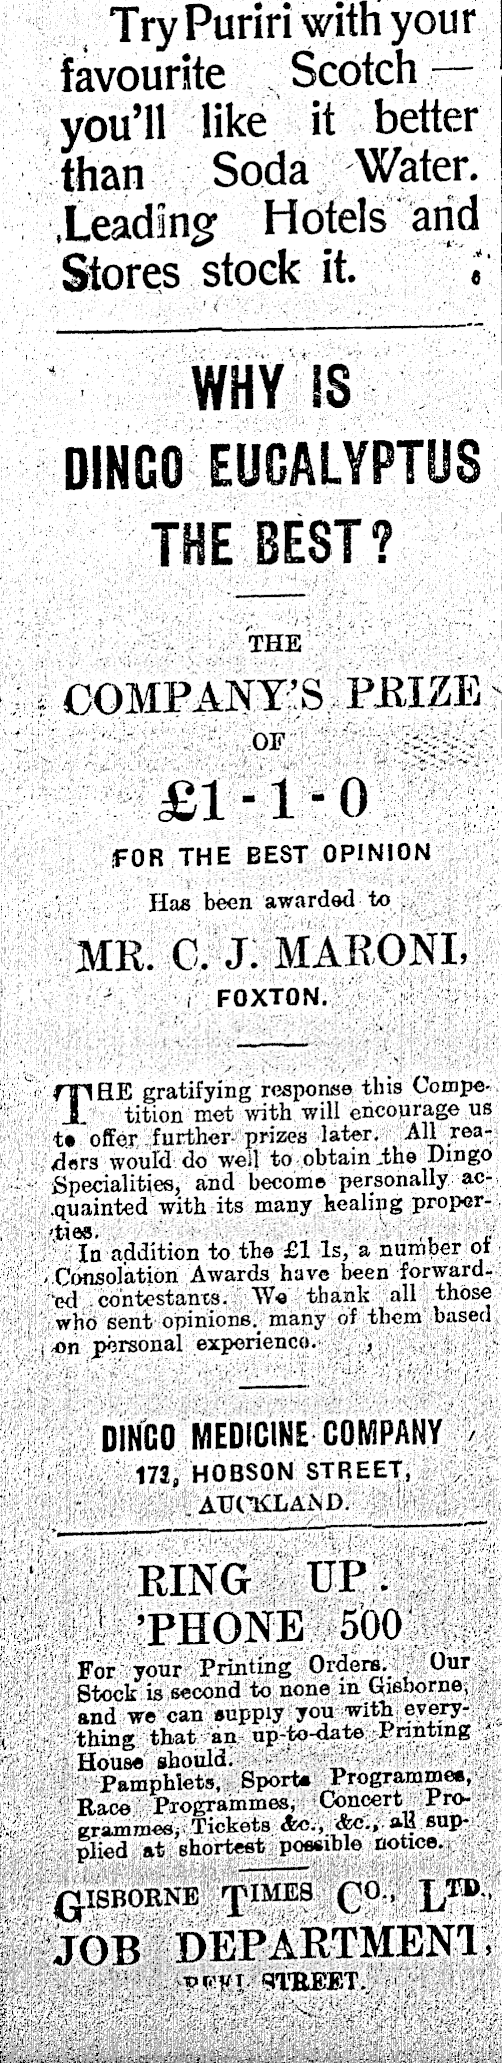 Try Puriri with your
favourite Scotch —
you'll like it better
than Soda Water.
Leading Hotels and
Stores stock it.
WHY IS
DINGO EUCALYPTUS
THE BEST?
THE
COMPANY'S PRIZE
OF
£1-1-0
FOR THE BEST OPINION
Has been awarded to
MR. C. J. MARONI,
FOXTON.
THE gratifying response this Compe-
tition met with will encourage us
to offer further prizes later. All rea-
ders would do well to obtain the Dingo
Specialities, and become personally ac-
quainted with its many healing proper-
ties.
In addition to the £1 1s, a number of
Consolation Awards have been forward-
ed contestants. We thank all those
who sent opinions, many of them based
on personal experience.
DINGO MEDICINE COMPANY
HOBSON STREET,
AUCKLAND.
RING UP.
'PHONE 500
For your Printing Orders. Our
Stock is second to none in Gisborne,
and we can supply you with every-
thing that an up-to-date Printing
House should.
Pamphlets, Sports Programmes,
Race Programmes, Concert Pro-
grammes, Tickets &c., &c., all sup-
plied at shortest possible notice.
GISBORNE TIMES CO., LTD.,
JOB DEPARTMENT,
PEEL STREET.